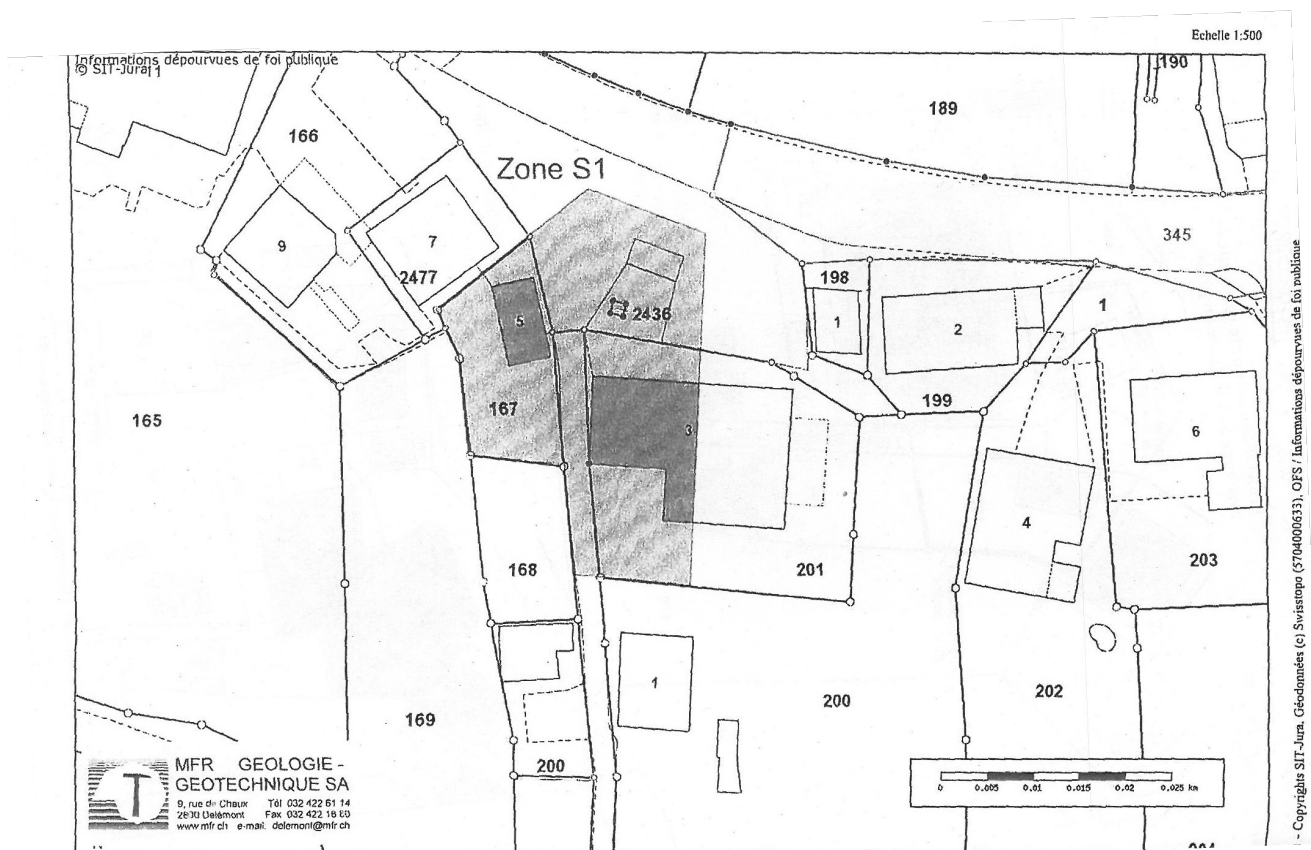 Echelle 1:500
Informations dépourvues de foi publique
© SIT-Jura
190
189
166
Zone S1
345
9
7
2477
198
1
2436
5
1
2
167
199
165
3
6
4
168
201
203
1
202
200
169
200
MFR GEOLOGIE -
GEOTECHNIQUE SA
9, rue de Chaux Tél 032 422 61 14
2800 Delémont Fax 032 422 18 80
www.mfr.ch e-mail. delemont@mfr.ch
0 0.005 0.01 0.015 0.02 0.025 km
- Copyrights SIT-Jura, Géodonnées (c) Swisstopo (5704000633), OFS / Informations dépourvues de foi publique